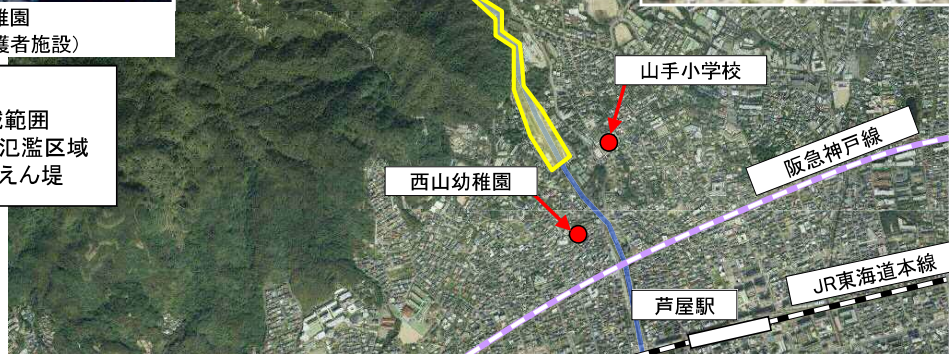 稚園
護者施設)
範囲
氾濫区域
えん堤
山手小学校
阪急神戸線
西山幼稚園
JR東海道本線
芦屋駅